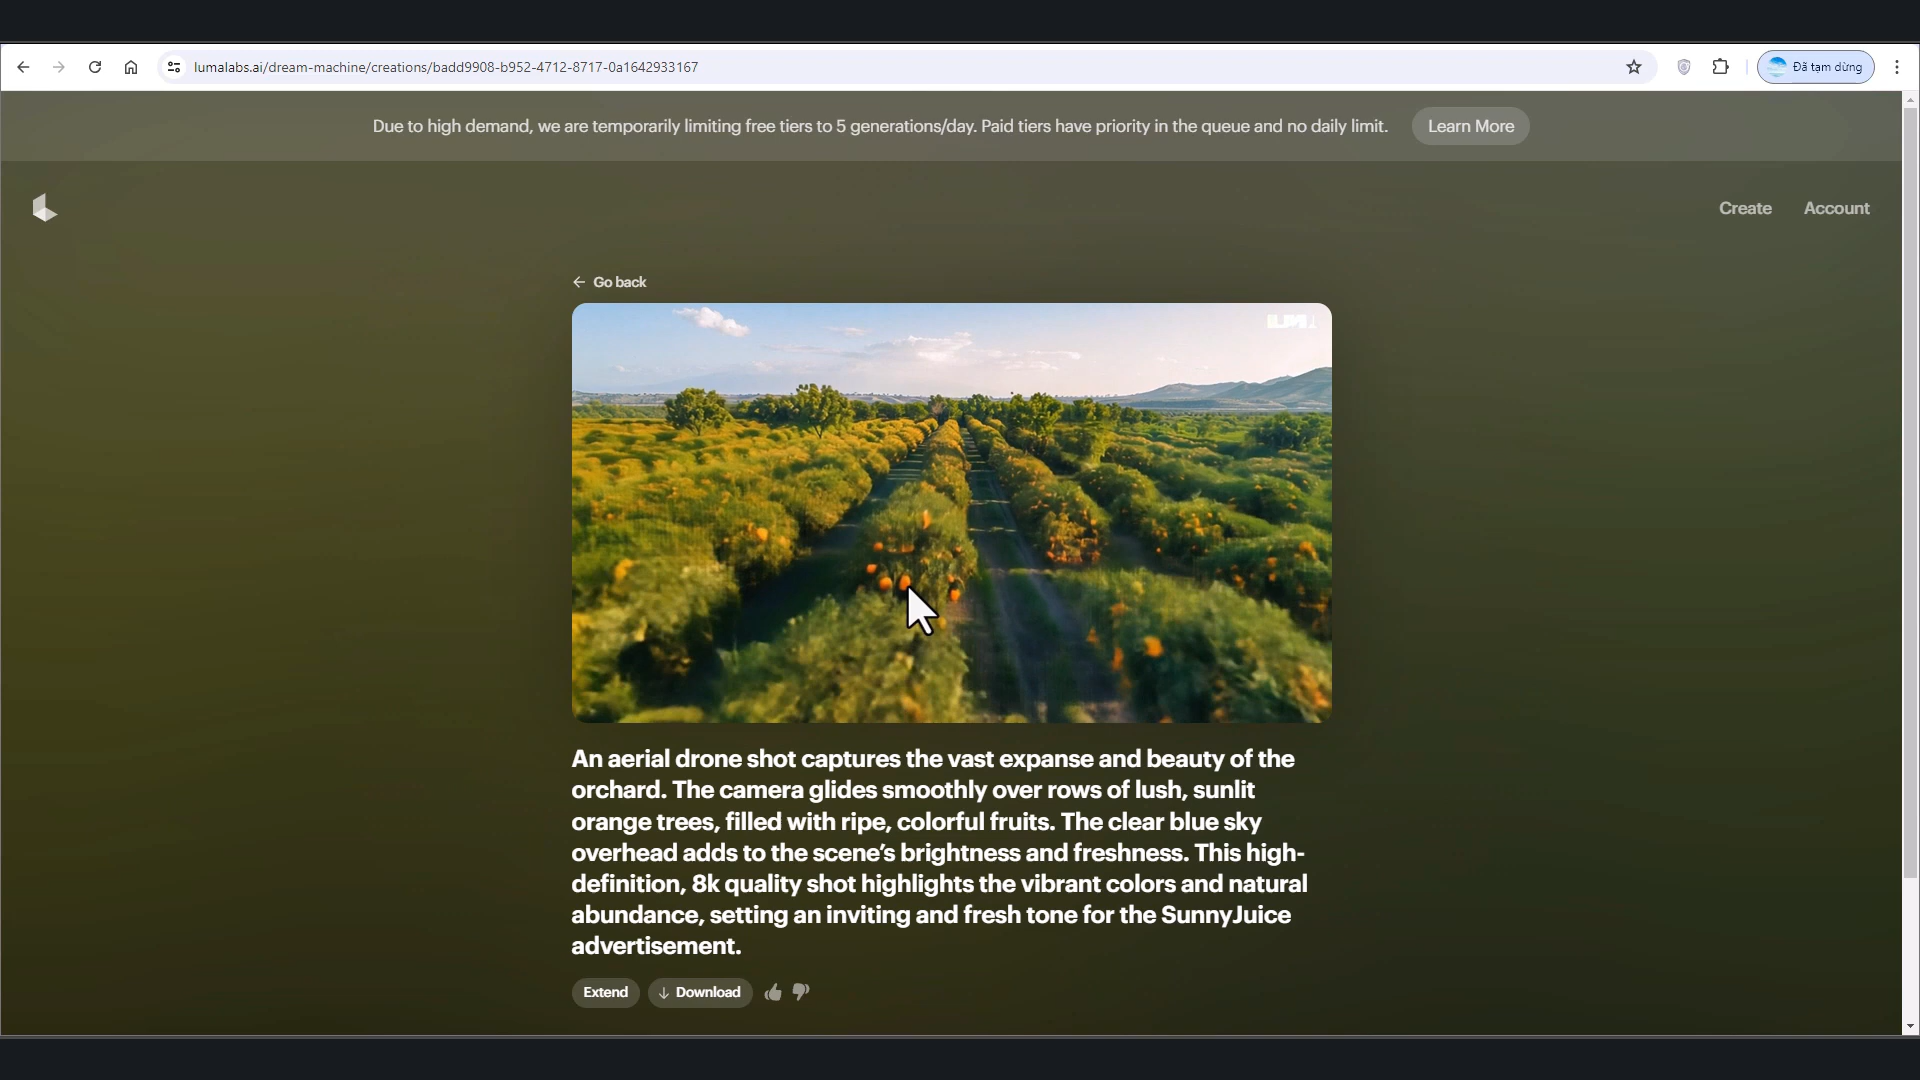 lumalabs.ai/dream-machine/creations/badd9908-b952-4712-8717-0a1642933167
Đã tạm dừng
Due to high demand, we are temporarily limiting free tiers to 5 generations/day. Paid tiers have priority in the queue and no daily limit.
Learn More
Create
Account
Go back
An aerial drone shot captures the vast expanse and beauty of the
orchard. The camera glides smoothly over rows of lush, sunlit
orange trees, filled with ripe, colorful fruits. The clear blue sky
overhead adds to the scene's brightness and freshness. This high-
definition, 8k quality shot highlights the vibrant colors and natural
abundance, setting an inviting and fresh tone for the SunnyJuice
advertisement.
Extend
Download